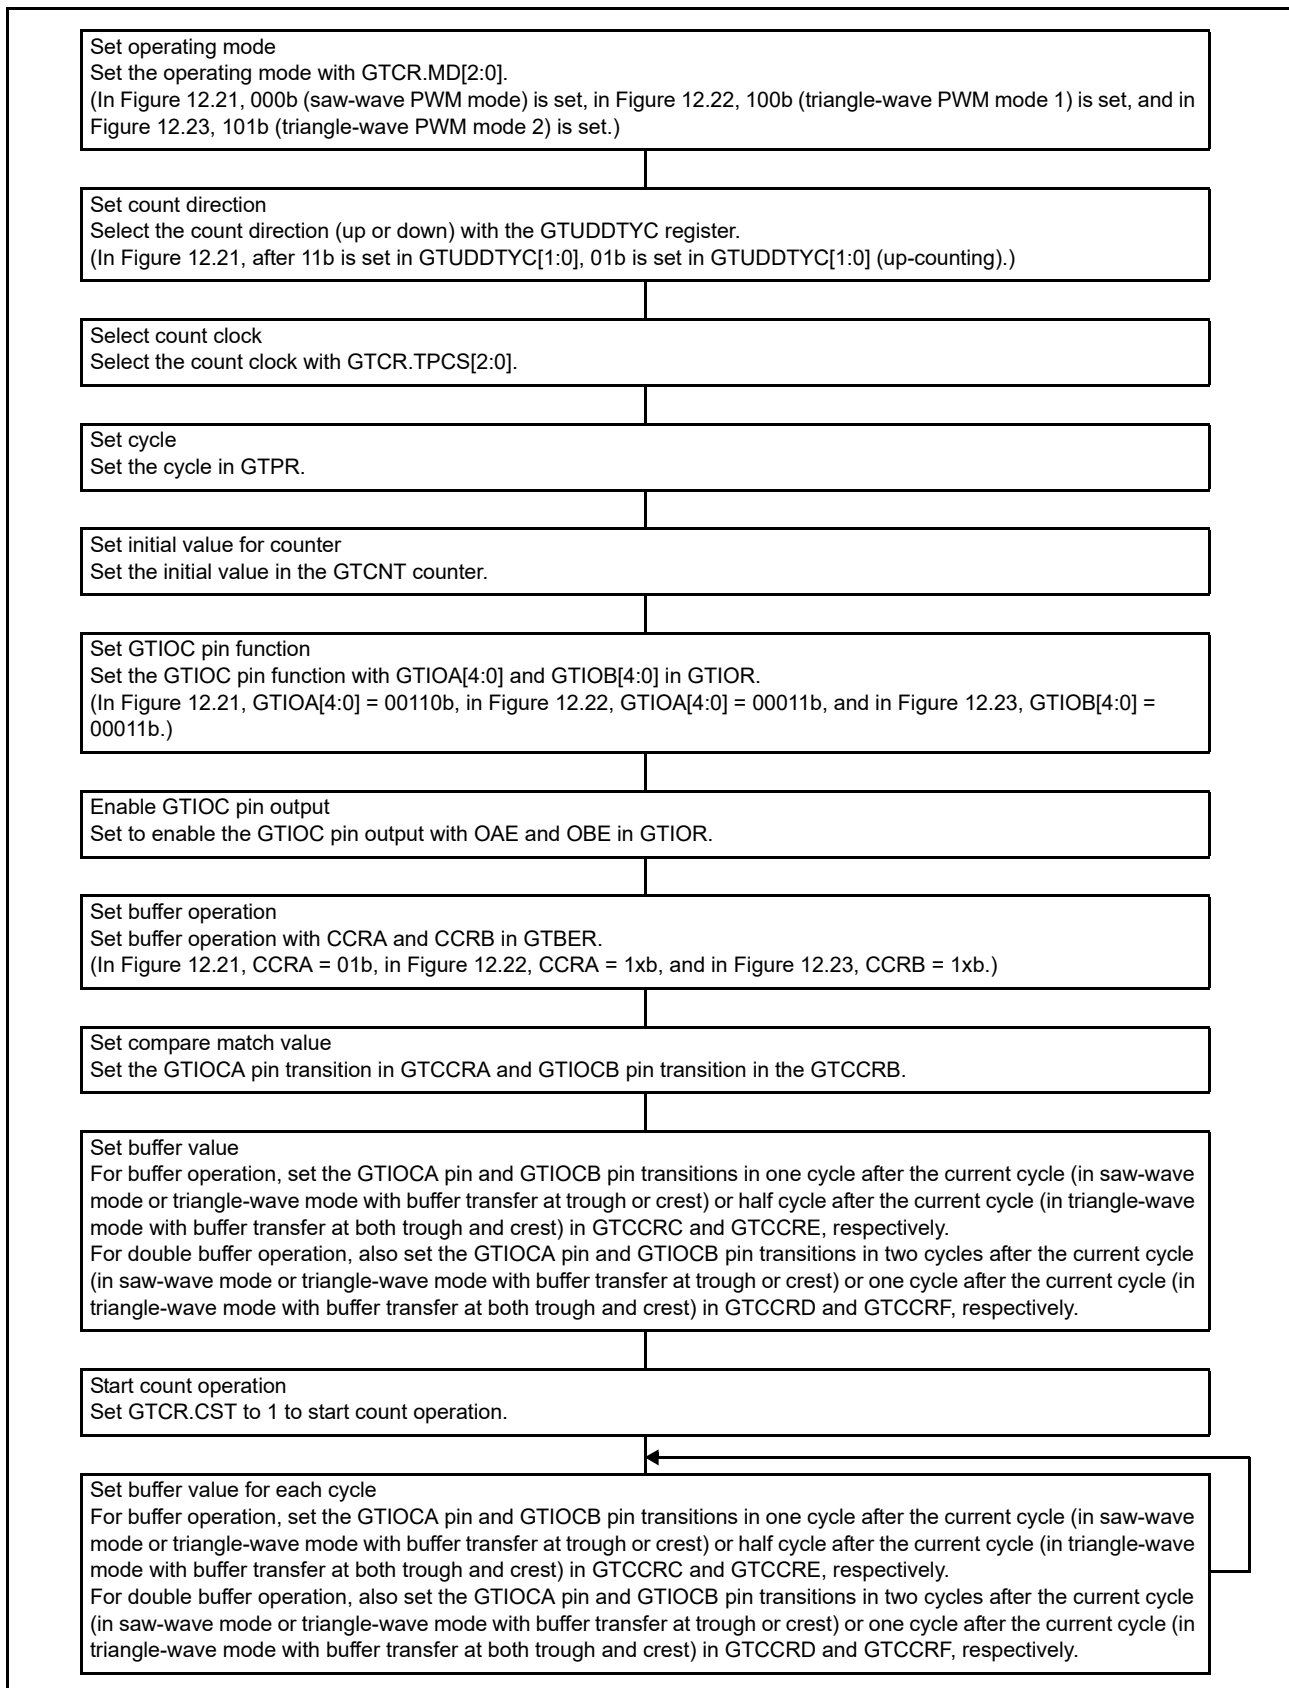 Set operating mode
Set the operating mode with GTCR.MD[2:0].
(In Figure 12.21, 000b (saw-wave PWM mode) is set, in Figure 12.22, 100b (triangle-wave PWM mode 1) is set, and in
Figure 12.23, 101b (triangle-wave PWM mode 2) is set.)
Set count direction
Select the count direction (up or down) with the GTUDDTYC register.
(In Figure 12.21, after 11b is set in GTUDDTYC[1:0], 01b is set in GTUDDTYC[1:0] (up-counting).)
Select count clock
Select the count clock with GTCR.TPCS[2:0].
Set cycle
Set the cycle in GTPR.
Set initial value for counter
Set the initial value in the GTCNT counter.
Set GTIOC pin function
Set the GTIOC pin function with GTIOA[4:0] and GTIOB[4:0] in GTIOR.
(In Figure 12.21, GTIOA[4:0] = 00110b, in Figure 12.22, GTIOA[4:0] = 00011b, and in Figure 12.23, GTIOB[4:0] =
00011b.)
Enable GTIOC pin output
Set to enable the GTIOC pin output with OAE and OBE in GTIOR.
Set buffer operation
Set buffer operation with CCRA and CCRB in GTBER.
(In Figure 12.21, CCRA = 01b, in Figure 12.22, CCRA = 1xb, and in Figure 12.23, CCRB = 1xb.)
Set compare match value
Set the GTIOCA pin transition in GTCCRA and GTIOCB pin transition in the GTCCRB.
Set buffer value
For buffer operation, set the GTIOCA pin and GTIOCB pin transitions in one cycle after the current cycle (in saw-wave
mode or triangle-wave mode with buffer transfer at trough or crest) or half cycle after the current cycle (in triangle-wave
mode with buffer transfer at both trough and crest) in GTCCRC and GTCCRE, respectively.
For double buffer operation, also set the GTIOCA pin and GTIOCB pin transitions in two cycles after the current cycle
(in saw-wave mode or triangle-wave mode with buffer transfer at trough or crest) or one cycle after the current cycle (in
triangle-wave mode with buffer transfer at both trough and crest) in GTCCRD and GTCCRF, respectively.
Start count operation
Set GTCR.CST to 1 to start count operation.
Set buffer value for each cycle
For buffer operation, set the GTIOCA pin and GTIOCB pin transitions in one cycle after the current cycle (in saw-wave
mode or triangle-wave mode with buffer transfer at trough or crest) or half cycle after the current cycle (in triangle-wave
mode with buffer transfer at both trough and crest) in GTCCRC and GTCCRE, respectively.
For double buffer operation, also set the GTIOCA pin and GTIOCB pin transitions in two cycles after the current cycle
(in saw-wave mode or triangle-wave mode with buffer transfer at trough or crest) or one cycle after the current cycle (in
triangle-wave mode with buffer transfer at both trough and crest) in GTCCRD and GTCCRF, respectively.